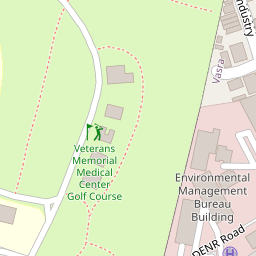 Industry
Vasra
Veterans
Memorial
Medical
Center
Golf Course
Environmental
Management
Bureau
Building
DENR Road